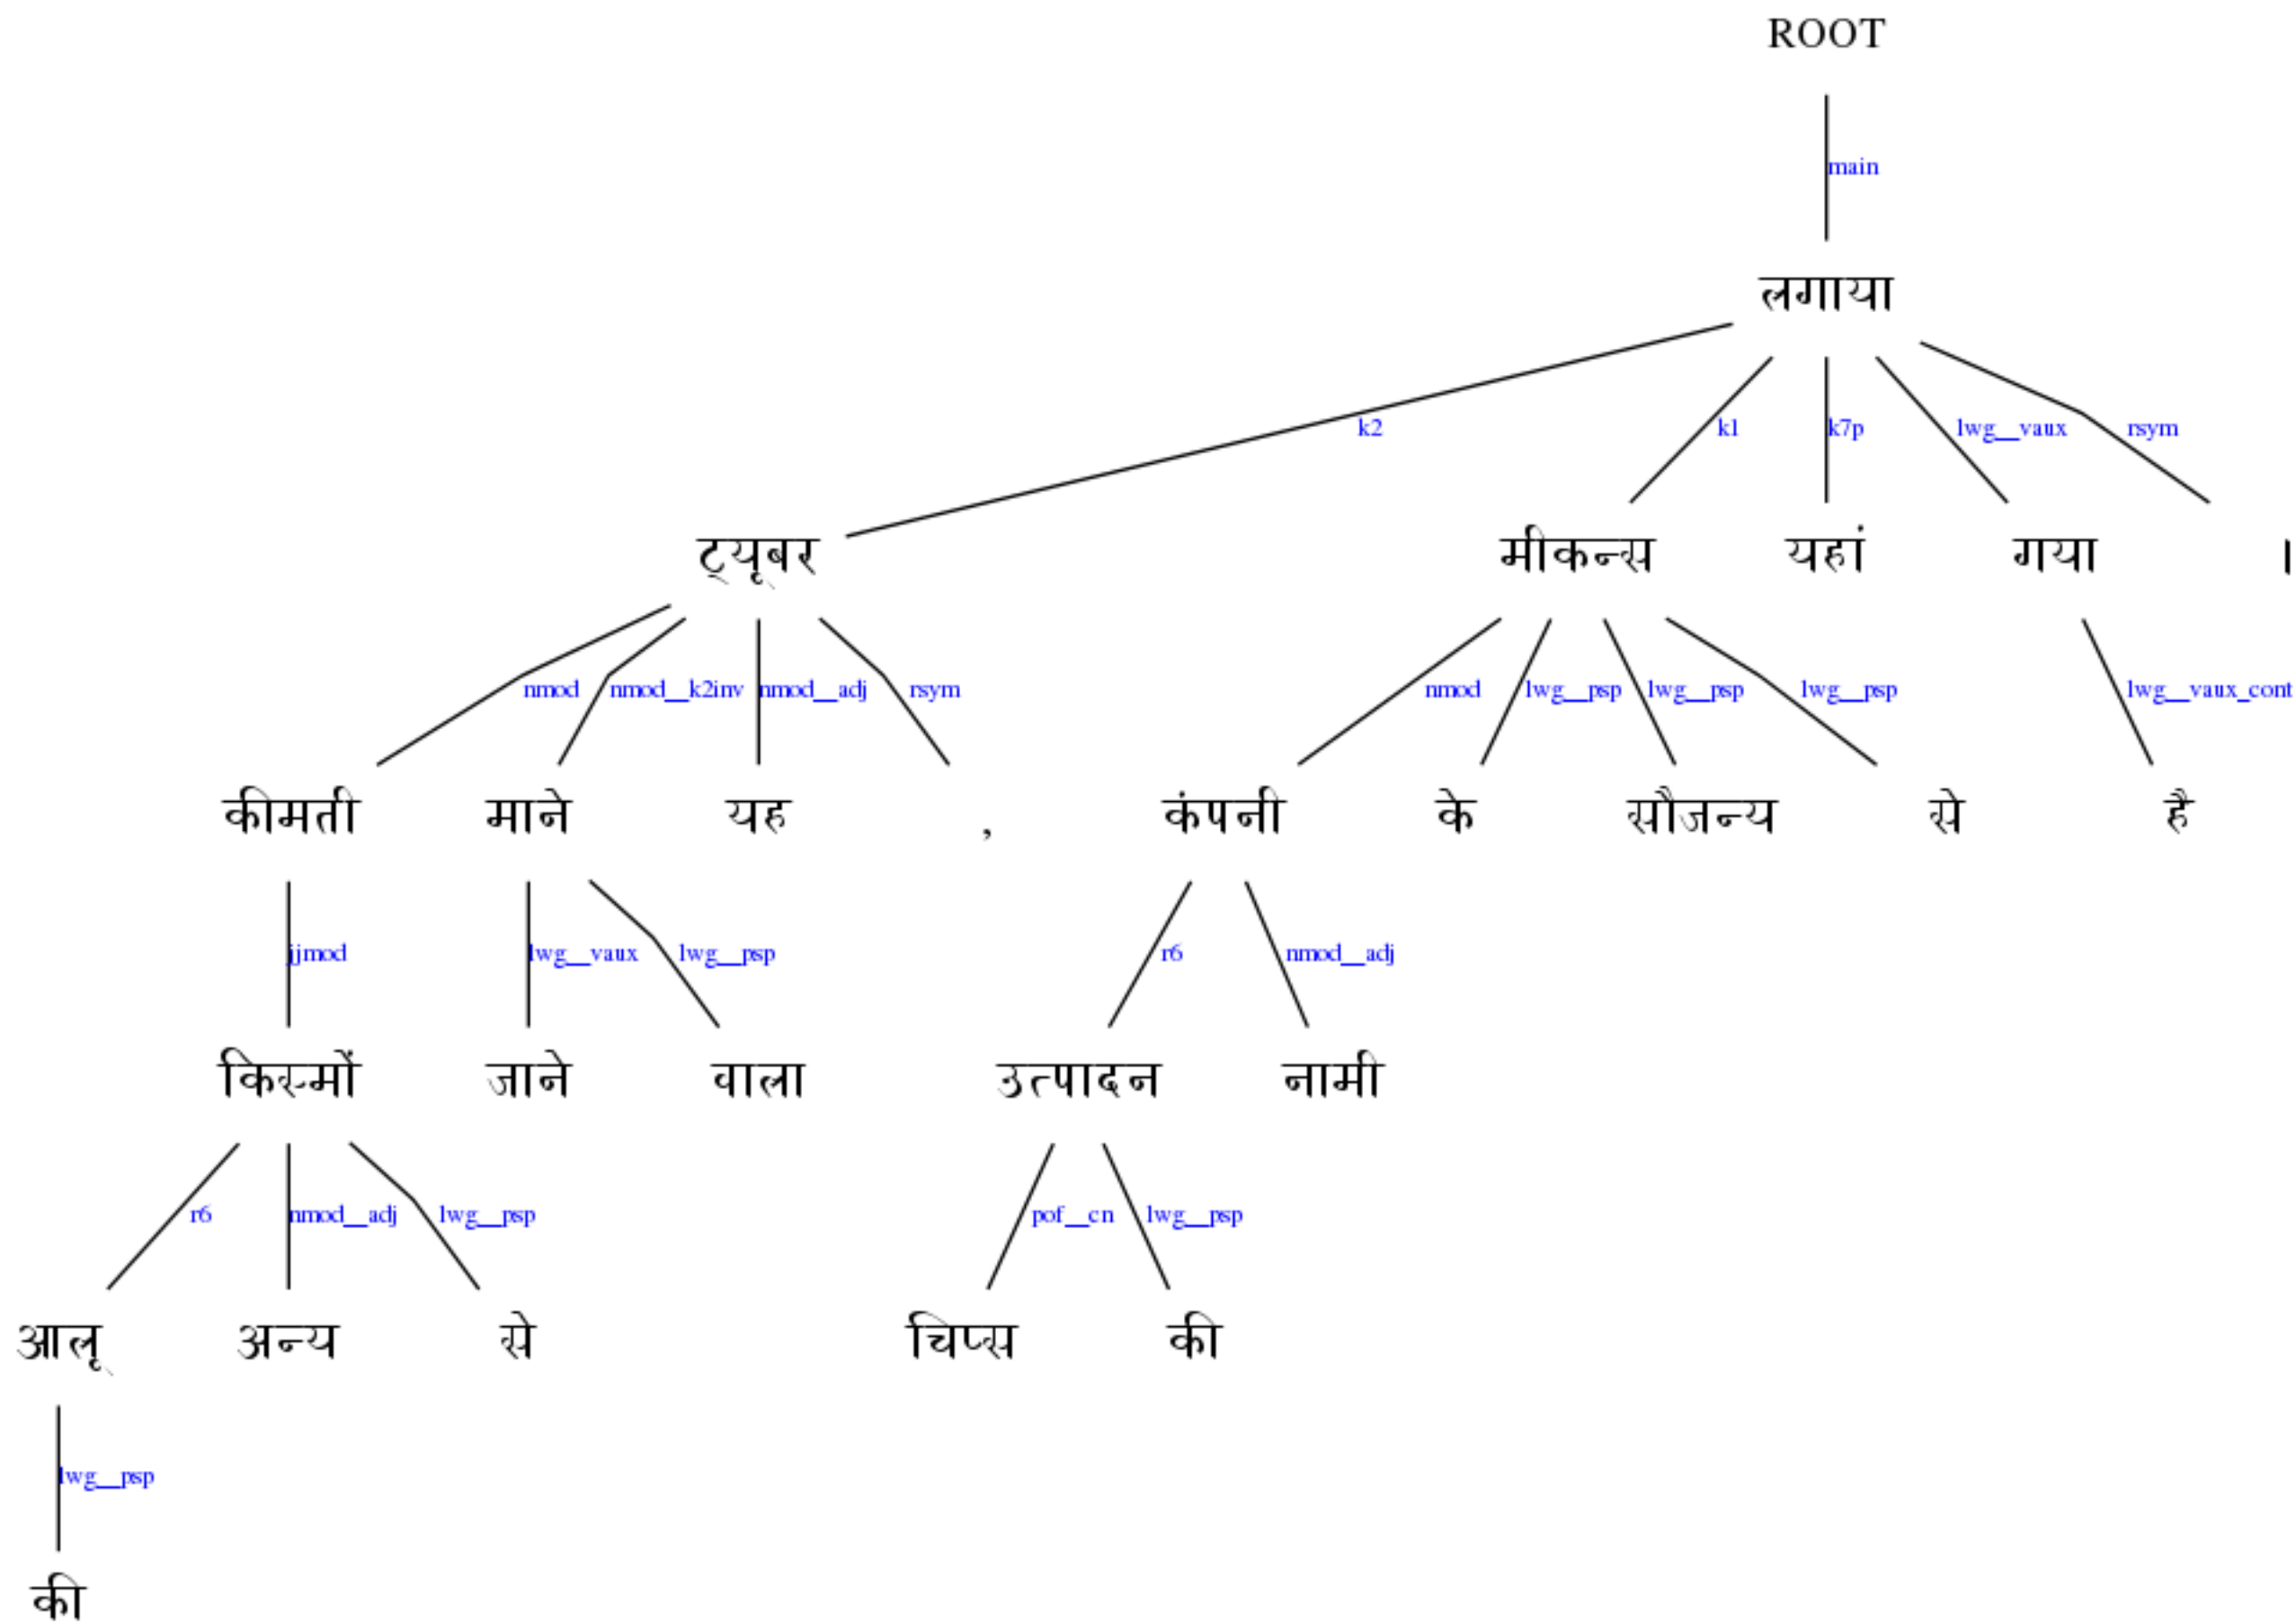 ROOT
main
लगाया
k2 k1 k7p lwg__vaux rsym
ट्यूबर मीकन्स यहां गया ।
nmod nmod__k2inv nmod__adj rsym nmod lwg__psp lwg__psp lwg__psp lwg__vaux_cont
कीमती माने यह , कंपनी के सौजन्य से है
jjmod lwg__vaux lwg__psp r6 nmod__adj
किस्मों जाने वाला उत्पादन नामी
r6 nmod__adj lwg__psp pof__cn lwg__psp
आलू अन्य से चिप्स की
lwg__psp
की